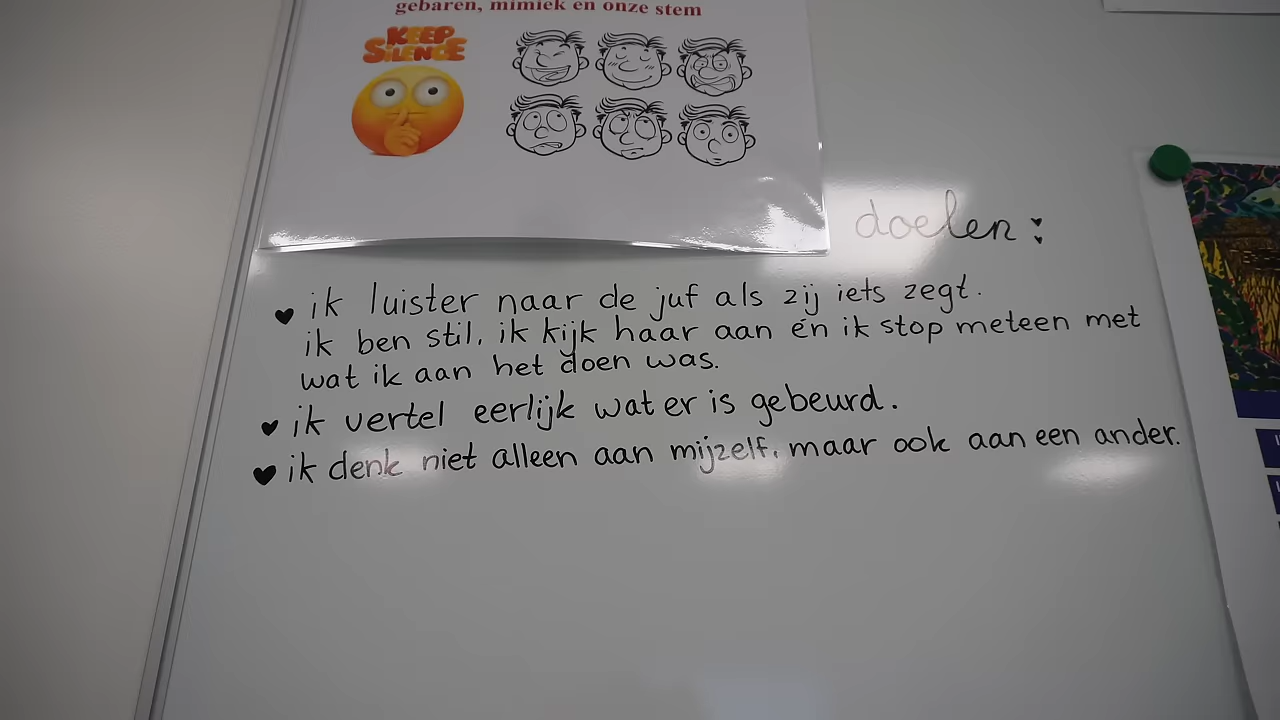 gebaren, mimiek en onze stem
KEEP
SILENCE
doelen:
ik luister naar de juf als zij iets zegt.
ik ben stil, ik kijk haar aan én ik stop meteen met
wat ik aan het doen was.
ik vertel eerlijk wat er is gebeurd.
ik denk niet alleen aan mijzelf, maar ook aan een ander.